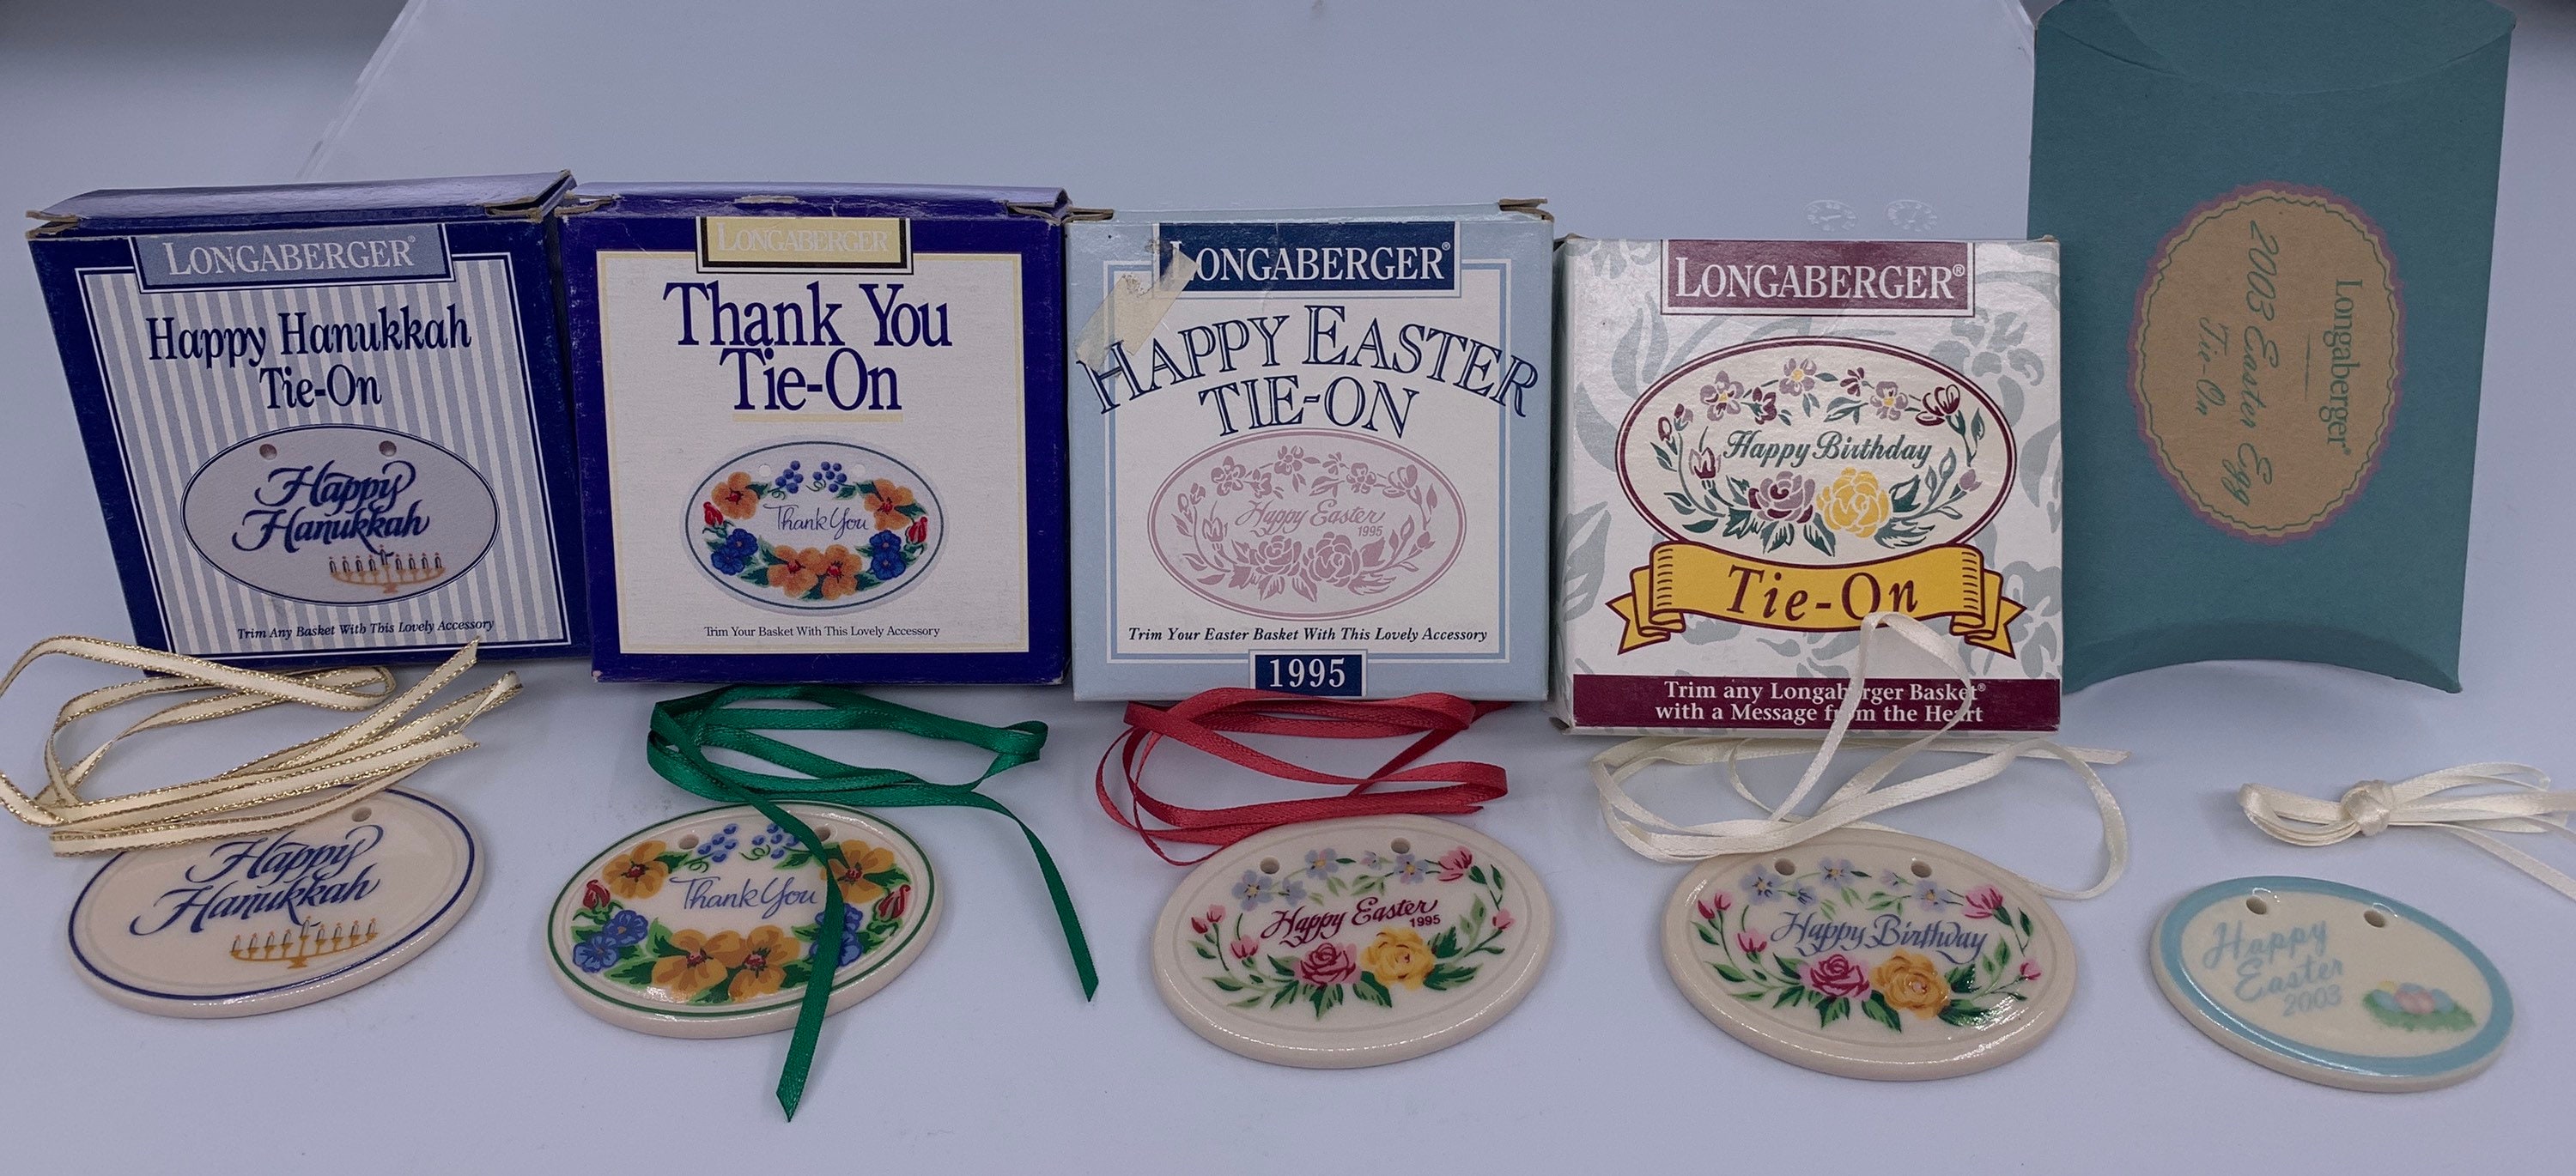 LONGABERGER®
Happy Hanukkah
Tie-On
Happy
Hanukkah
Trim Any Basket With This Lovely Accessory
LONGABERGER
Thank You
Tie-On
Thank You
Trim Your Basket With This Lovely Accessory
LONGABERGER®
HAPPY EASTER
TIE-ON
Happy Easter
1995
Trim Your Easter Basket With This Lovely Accessory
1995
LONGABERGER®
Happy Birthday
Tie-On
Trim any Longaberger Basket®
with a Message from the Heart
Longaberger®
2003 Easter Egg
Tie-On
Happy
Hanukkah
Thank You
Happy Easter
1995
Happy Birthday
Happy
Easter
2003